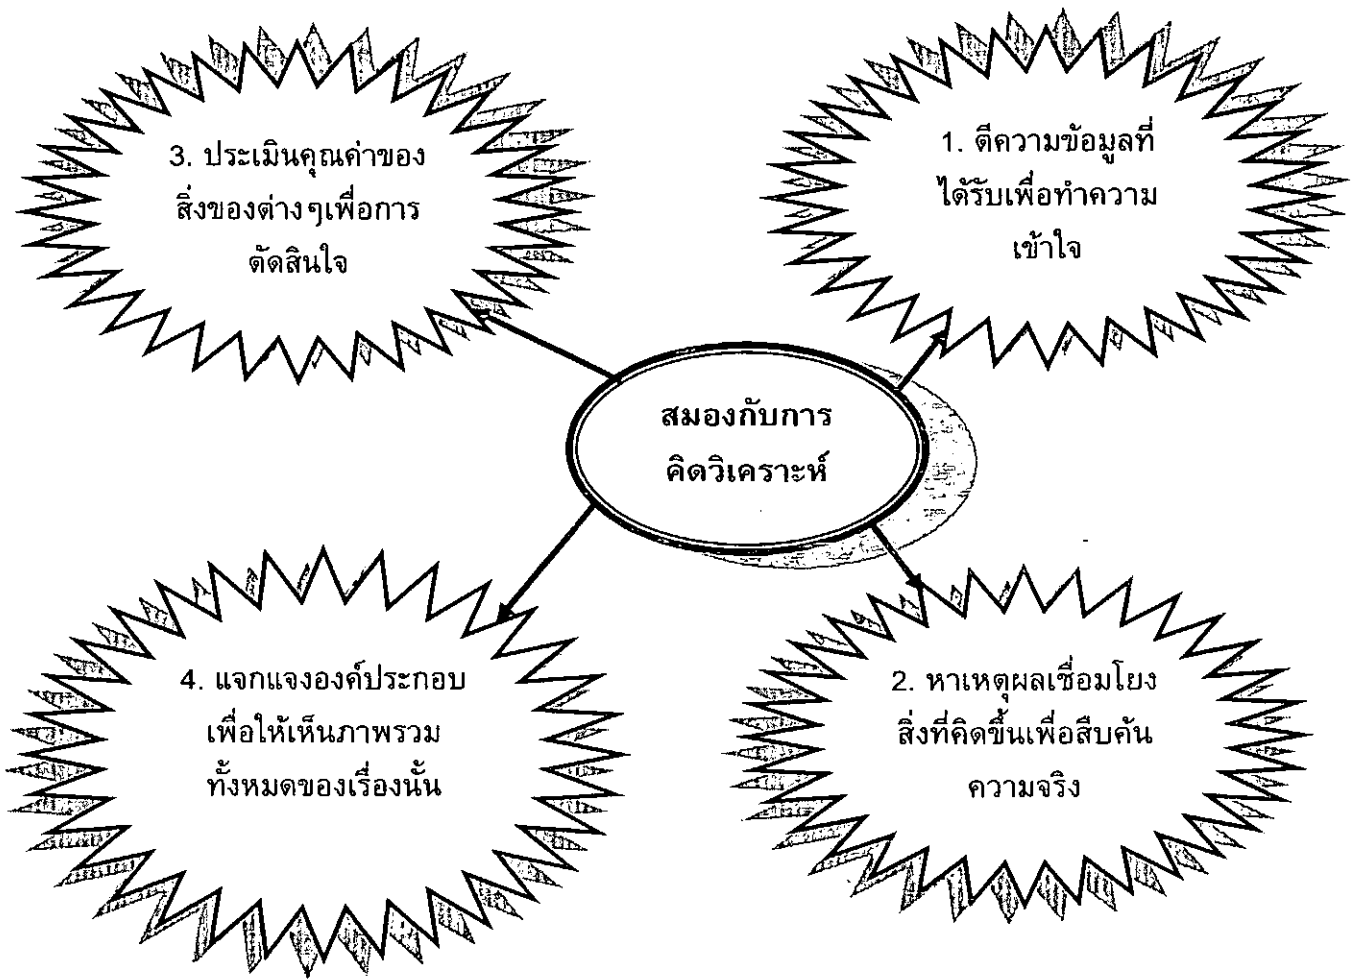 3. ประเมินคุณค่าของ
สิ่งของต่างๆเพื่อการ
ตัดสินใจ
1. ตีความข้อมูลที่
ได้รับเพื่อทำความ
เข้าใจ
สมองกับการ
คิดวิเคราะห์
4. แจกแจงองค์ประกอบ
เพื่อให้เห็นภาพรวม
ทั้งหมดของเรื่องนั้น
2. หาเหตุผลเชื่อมโยง
สิ่งที่คิดขึ้นเพื่อสืบค้น
ความจริง